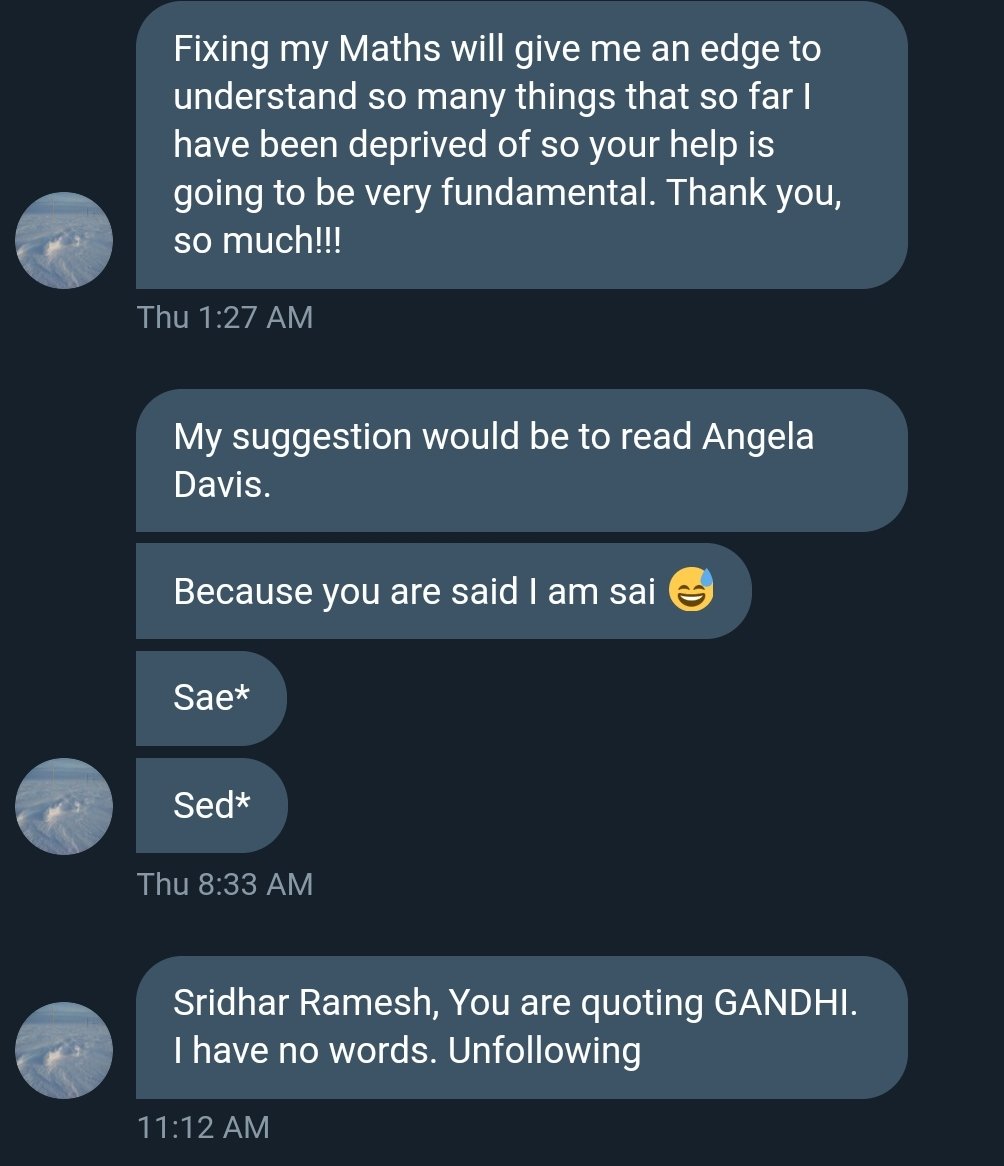 Fixing my Maths will give me an edge to
understand so many things that so far I
have been deprived of so your help is
going to be very fundamental. Thank you,
so much!!!
Thu 1:27 AM
My suggestion would be to read Angela
Davis.
Because you are said I am sai 😅
Sae*
Sed*
Thu 8:33 AM
Sridhar Ramesh, You are quoting GANDHI.
I have no words. Unfollowing
11:12 AM